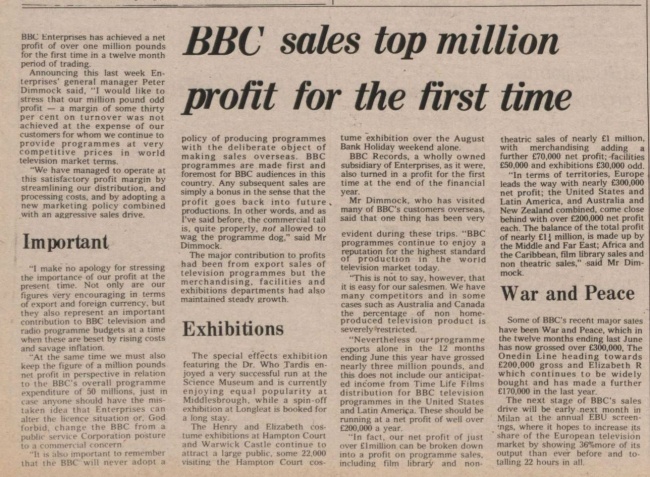 BBC Enterprises has achieved a net
profit of over one million pounds
for the first time in a twelve month
period of trading.
Announcing this last week En-
terprises' general manager Peter
Dimmock said, "I would like to
stress that our million pound odd
profit — a margin of some thirty
per cent on turnover was not
achieved at the expense of our
customers for whom we continue to
provide programmes at very
competitive prices in world
television market terms.
"We have managed to operate at
this satisfactory profit margin by
streamlining our distribution, and
processing costs, and by adopting a
new marketing policy combined
with an aggressive sales drive.
Important
"I make no apology for stressing
the importance of our profit at the
present time. Not only are our
figures very encouraging in terms
of export and foreign currency, but
they also represent an important
contribution to BBC television and
radio programme budgets at a time
when these are beset by rising costs
and savage inflation.
"At the same time we must also
keep the figure of a million pounds
net profit in perspective in relation
to the BBC's overall programme
expenditure of 50 millions, just in
case anyone should have the mis-
taken idea that Enterprises can
alter the licence situation or, God
forbid, change the BBC from a
public service Corporation posture
to a commercial concern.
"It is also important to remember
that the BBC will never adopt a
BBC sales top million
profit for the first time
policy of producing programmes
with the deliberate object of
making sales overseas. BBC
programmes are made first and
foremost for BBC audiences in this
country. Any subsequent sales are
simply a bonus in the sense that the
profit goes back into future
productions. In other words, and as
I've said before, the commercial tail
is, quite properly, not allowed to
wag the programme dog," said Mr
Dimmock.
The major contribution to profits
had been from export sales of
television programmes but the
merchandising, facilities and
exhibitions departments had also
maintained steady growth.
Exhibitions
The special effects exhibition
featuring the Dr. Who Tardis en-
joyed a very successful run at the
Science Museum and is currently
enjoying equal popularity at
Middlesbrough, while a spin-off
exhibition at Longleat is booked for
a long stay.
The Henry and Elizabeth cos-
tume exhibitions at Hampton Court
and Warwick Castle continue to
attract a large public, some 22,000
visiting the Hampton Court cos-
tume exhibition over the August
Bank Holiday weekend alone.
BBC Records, a wholly owned
subsidiary of Enterprises, as it were,
also turned in a profit for the first
time at the end of the financial
year.
Mr Dimmock, who has visited
many of BBC's customers overseas,
said that one thing has been very
evident during these trips. "BBC
programmes continue to enjoy a
reputation for the highest standard
of production in the world
television market today.
"This is not to say, however, that
it is easy for our salesmen. We have
many competitors and in some
cases such as Australia and Canada
the percentage of non home-
produced television product is
severely restricted.
"Nevertheless our programme
exports alone in the 12 months
ending June this year have grossed
nearly three million pounds, and
this does not include our anticipat-
ed income from Time Life Films
distribution for BBC television
programmes in the United States
and Latin America. These should be
running at a net profit of well over
£200,000 a year.
"In fact, our net profit of just
over £1million can be broken down
into a profit on programme sales,
including film library and non-
theatric sales of nearly £1 million,
with merchandising adding a
further £70,000 net profit; facilities
£50,000 and exhibitions £30,000 odd.
"In terms of territories, Europe
leads the way with nearly £300,000
net profit; the United States and
Latin America, and Australia and
New Zealand combined, come close
behind with over £200,000 net profit
each. The balance of the total profit
of nearly £1¼ million, is made up by
the Middle and Far East; Africa and
the Caribbean, film library sales and
non theatric sales," said Mr Dim-
mock.
War and Peace
Some of BBC's recent major sales
have been War and Peace, which in
the twelve months ending last June
has now grossed over £300,000, The
Onedin Line heading towards
£200,000 gross and Elizabeth R
which continues to be widely
bought and has made a further
£170,000 in the last year.
The next stage of BBC's sales
drive will be early next month in
Milan at the annual EBU screen-
ings, where it hopes to increase its
share of the European television
market by showing 36%more of its
output than ever before and to-
talling 22 hours in all.